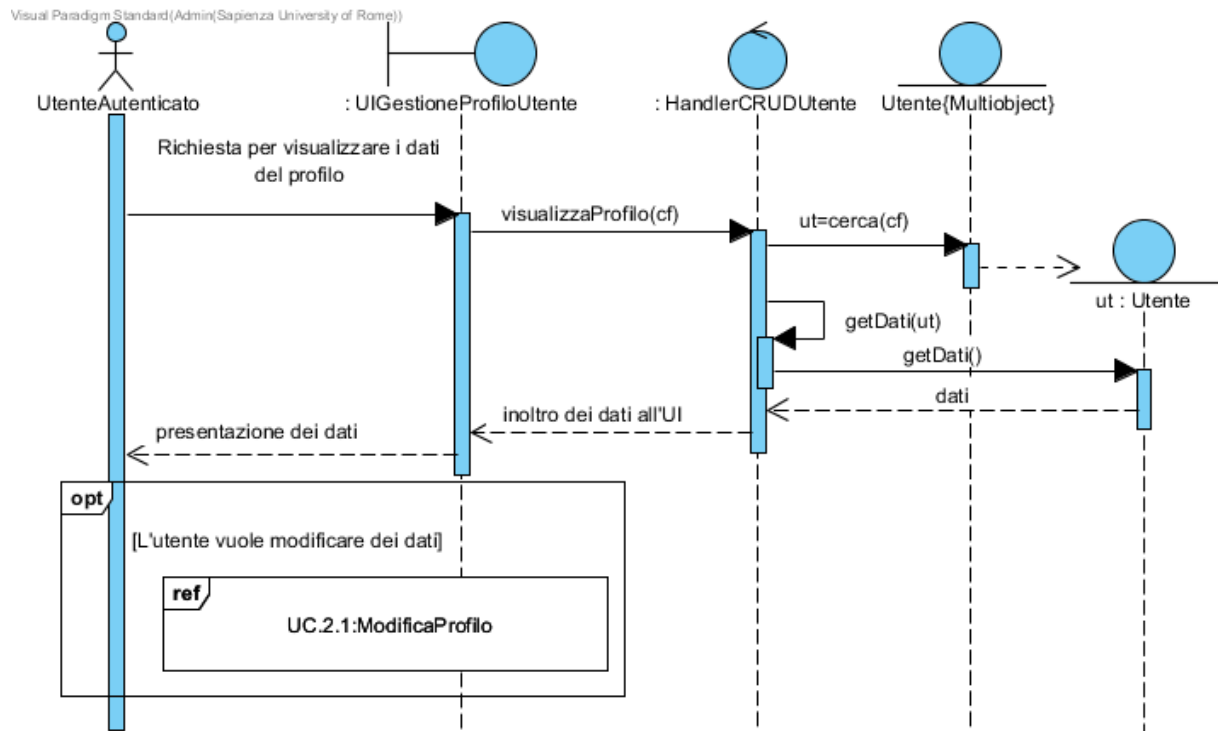 Visual Paradigm Standard(Admin(Sapienza University of Rome))
UtenteAutenticato
: UIGestioneProfiloUtente
: HandlerCRUDUtente
Utente{Multiobject}
Richiesta per visualizzare i dati
del profilo
visualizzaProfilo(cf)
ut=cerca(cf)
ut : Utente
getDati(ut)
getDati()
dati
inoltro dei dati all'UI
presentazione dei dati
opt
[L'utente vuole modificare dei dati]
ref
UC.2.1:ModificaProfilo